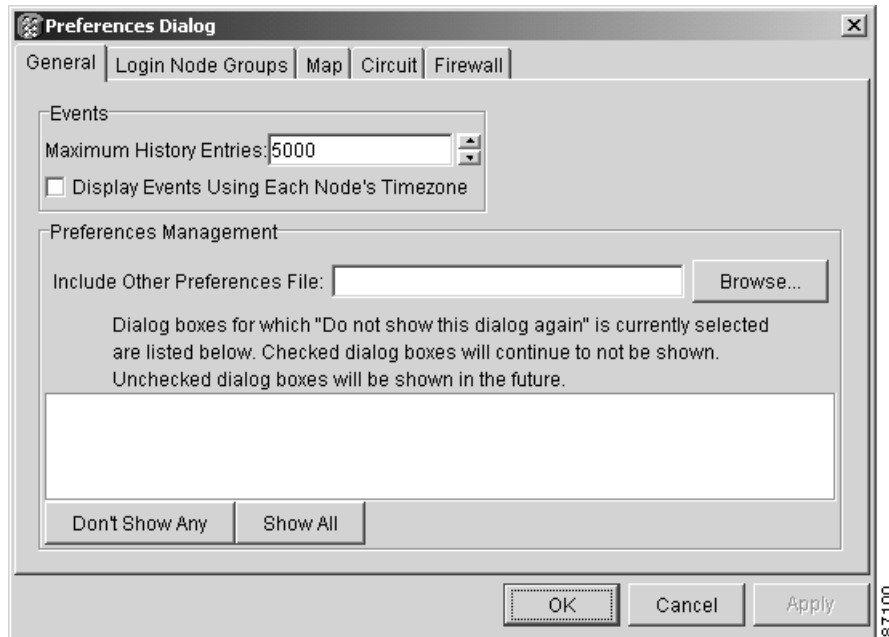 Preferences Dialog
General Login Node Groups Map Circuit Firewall
Events
Maximum History Entries: 5000
Display Events Using Each Node's Timezone
Preferences Management
Include Other Preferences File: Browse...
Dialog boxes for which "Do not show this dialog again" is currently selected
are listed below. Checked dialog boxes will continue to not be shown.
Unchecked dialog boxes will be shown in the future.
Don't Show Any Show All
OK Cancel Apply
87100